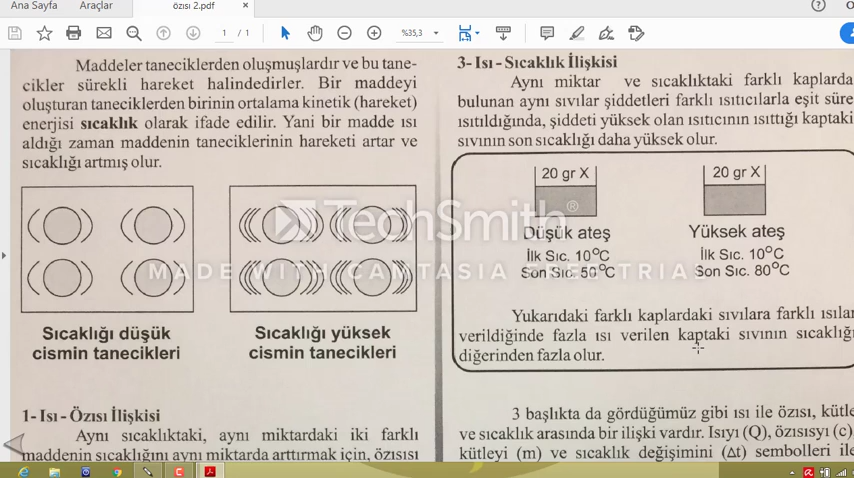 Ana Sayfa
Araçlar
özısı 2.pdf
×
1 / 1
%35,3
Maddeler taneciklerden oluşmuşlardır ve bu tane-
cikler sürekli hareket halindedirler. Bir maddeyi
oluşturan taneciklerden birinin ortalama kinetik (hareket)
enerjisi sıcaklık olarak ifade edilir. Yani bir madde ısı
aldığı zaman maddenin taneciklerinin hareketi artar ve
sıcaklığı artmış olur.
Sıcaklığı düşük
cismin tanecikleri
Sıcaklığı yüksek
cismin tanecikleri
1- Isı - Özısı İlişkisi
Aynı sıcaklıktaki, aynı miktardaki iki farklı
maddenin sıcaklığını aynı miktarda arttırmak için, özısısı
3- Isı - Sıcaklık İlişkisi
Aynı miktar ve sıcaklıktaki farklı kaplarda
bulunan aynı sıvılar şiddetleri farklı ısıtıcılarla eşit süre
ısıtıldığında, şiddeti yüksek olan ısıtıcının ısıttığı kaptaki
sıvının son sıcaklığı daha yüksek olur.
20 gr X
Düşük ateş
İlk Sıc. 10°C
Son Sıc. 50°C
20 gr X
Yüksek ateş
İlk Sıc. 10°C
Son Sıc. 80°C
Yukarıdaki farklı kaplardaki sıvılara farklı ısılar
verildiğinde fazla ısı verilen kaptaki sıvının sıcaklığı
diğerinden fazla olur.
3 başlıkta da gördüğümüz gibi ısı ile özısı, kütle
ve sıcaklık arasında bir ilişki vardır. Isıyı (Q), özısısyı (c)
kütleyi (m) ve sıcaklık değişimini (Δt) sembolleri ile
TechSmith®
MADE WITH CAMTASIA FREE TRIAL